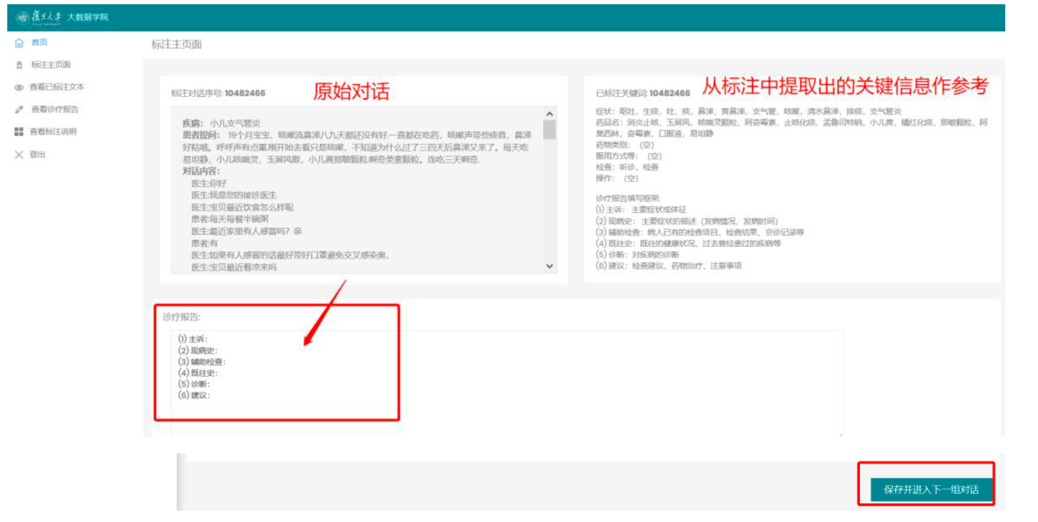 復旦大學 大数据学院
首页
标注主页面
查看已标注文本
查看诊疗报告
查看标注说明
登出
标注主页面
标注对话序号: 10482466
原始对话
疾病： 小儿支气管炎
患者提问： 19个月宝宝，咳嗽流鼻涕八九天都还没有好一直都在吃药，咳嗽声带些痰音，鼻涕
好粘哦。呼呼声有点重刚开始去看只是咳嗽，不知道为什么过了三四天后鼻涕又来了。每天吃
易坦静，小儿咳喘灵，玉屏风散，小儿黄那敏颗粒.啊奇美素颗粒。连吃三天啊奇.
对话内容：
医生:你好
医生:我是您的接诊医生
医生:宝贝最近饮食怎么样呢
患者:每天每餐半碗粥
医生:最近家里有人感冒吗？亲
患者:有
医生:如果有人感冒的话最好带好口罩避免交叉感染奥，
医生:宝贝最近着凉来吗
已标注关键词: 10482466
从标注中提取出的关键信息作参考
症状：呕吐，生痰，吐，痰，鼻涕，黄鼻涕，支气管，咳嗽，清水鼻涕，排痰，支气管炎
药品名：消炎止咳，玉屏风，咳喘灵颗粒，阿奇霉素，止咳化痰，孟鲁司特钠，小儿黄，橘红化痰，那敏颗粒，阿
莫西林，奇霉素，口服液，易坦静
药物类别：（空）
服用方式等：（空）
检查：听诊，检查
操作：（空）
诊疗报告填写框架:
(1) 主诉： 主要症状或体征
(2) 现病史： 主要症状的描述（发病情况，发病时间）
(3) 辅助检查：病人已有的检查项目、检查结果、会诊记录等
(4) 既往史：既往的健康状况、过去曾经患过的疾病等
(5) 诊断：对疾病的诊断
(6) 建议：检查建议、药物治疗、注意事项
诊疗报告:
(1) 主诉：
(2) 现病史：
(3) 辅助检查：
(4) 既往史：
(5) 诊断：
(6) 建议：
保存并进入下一组对话